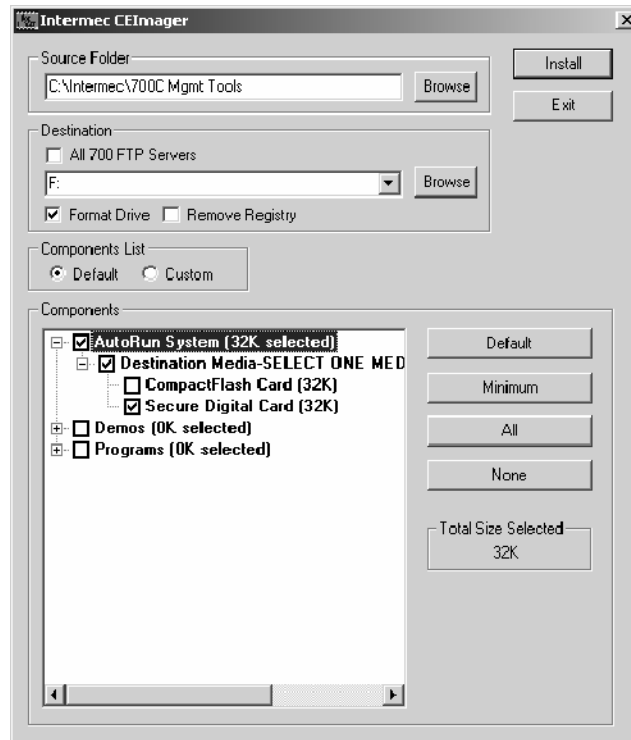 Intermec CEImager
Source Folder
C:\Intermec\700C Mgmt Tools
Browse
Install
Exit
Destination
All 700 FTP Servers
F:
Browse
Format Drive
Remove Registry
Components List
Default
Custom
Components
AutoRun System (32K selected)
Destination Media-SELECT ONE MED
CompactFlash Card (32K)
Secure Digital Card (32K)
Demos (0K selected)
Programs (0K selected)
Default
Minimum
All
None
Total Size Selected
32K